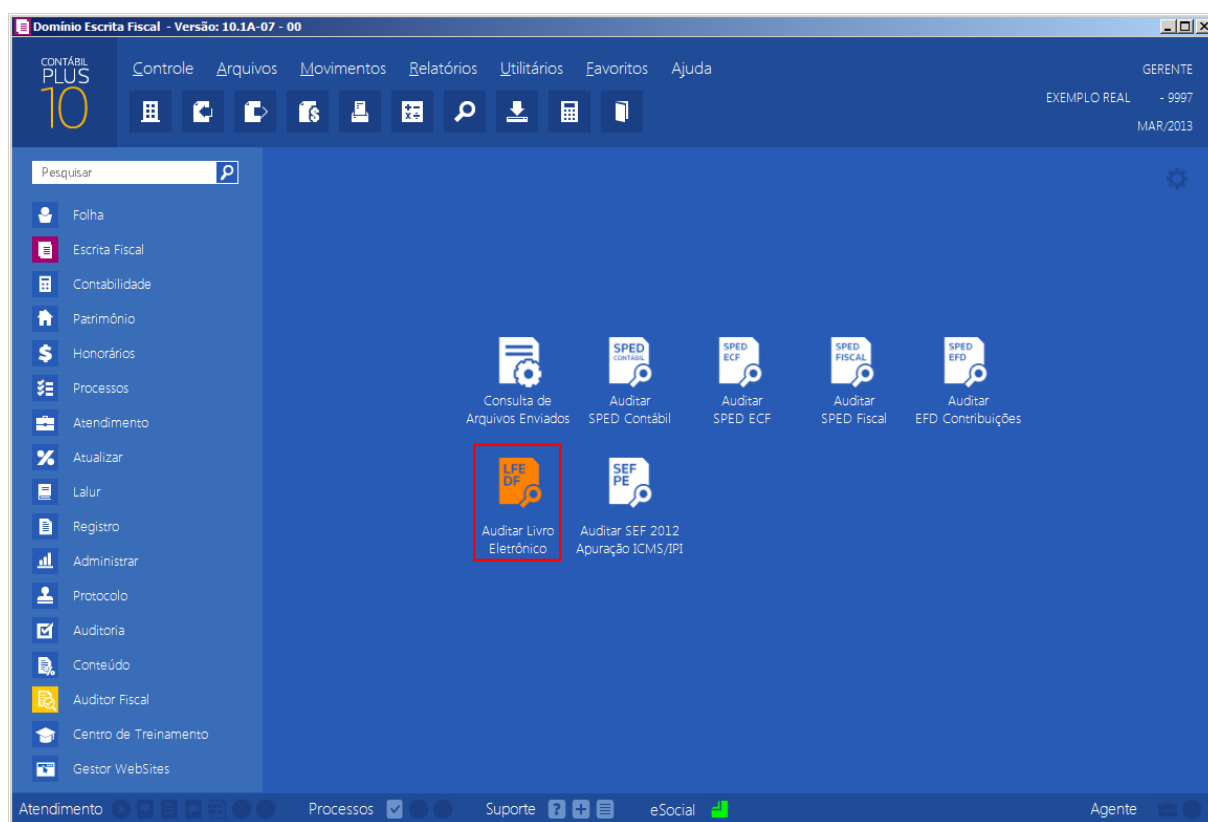 Domínio Escrita Fiscal - Versão: 10.1A-07 - 00
CONTÁBIL
PLUS
10
Controle Arquivos Movimentos Relatórios Utilitários Favoritos Ajuda
GERENTE
EXEMPLO REAL - 9997
MAR/2013
Pesquisar
Folha
Escrita Fiscal
Contabilidade
Patrimônio
Honorários
Processos
Atendimento
Atualizar
Lalur
Registro
Administrar
Protocolo
Auditoria
Conteúdo
Auditor Fiscal
Centro de Treinamento
Gestor WebSites
Consulta de
Arquivos Enviados
SPED
CONTÁBIL
Auditar
SPED Contábil
SPED
ECF
Auditar
SPED ECF
SPED
FISCAL
Auditar
SPED Fiscal
SPED
EFD
Auditar
EFD Contribuições
LFE
DF
Auditar Livro
Eletrônico
SEF
PE
Auditar SEF 2012
Apuração ICMS/IPI
Atendimento Processos Suporte eSocial Agente